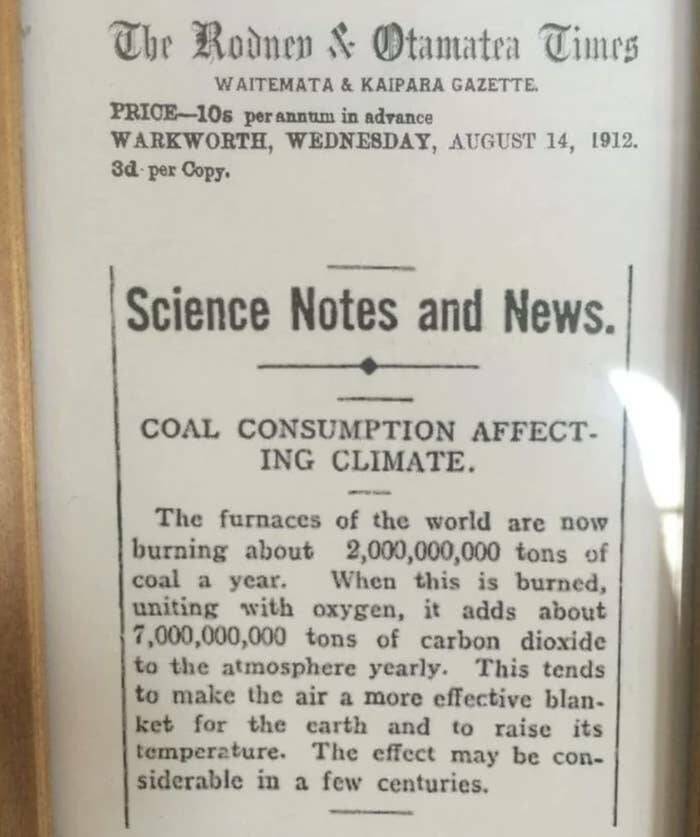 The Rodney & Otamatea Times
WAITEMATA & KAIPARA GAZETTE.
PRICE—10s per annum in advance
WARKWORTH, WEDNESDAY, AUGUST 14, 1912.
3d per Copy.
Science Notes and News.
COAL CONSUMPTION AFFECT-
ING CLIMATE.
The furnaces of the world are now
burning about 2,000,000,000 tons of
coal a year. When this is burned,
uniting with oxygen, it adds about
7,000,000,000 tons of carbon dioxide
to the atmosphere yearly. This tends
to make the air a more effective blan-
ket for the earth and to raise its
temperature. The effect may be con-
siderable in a few centuries.